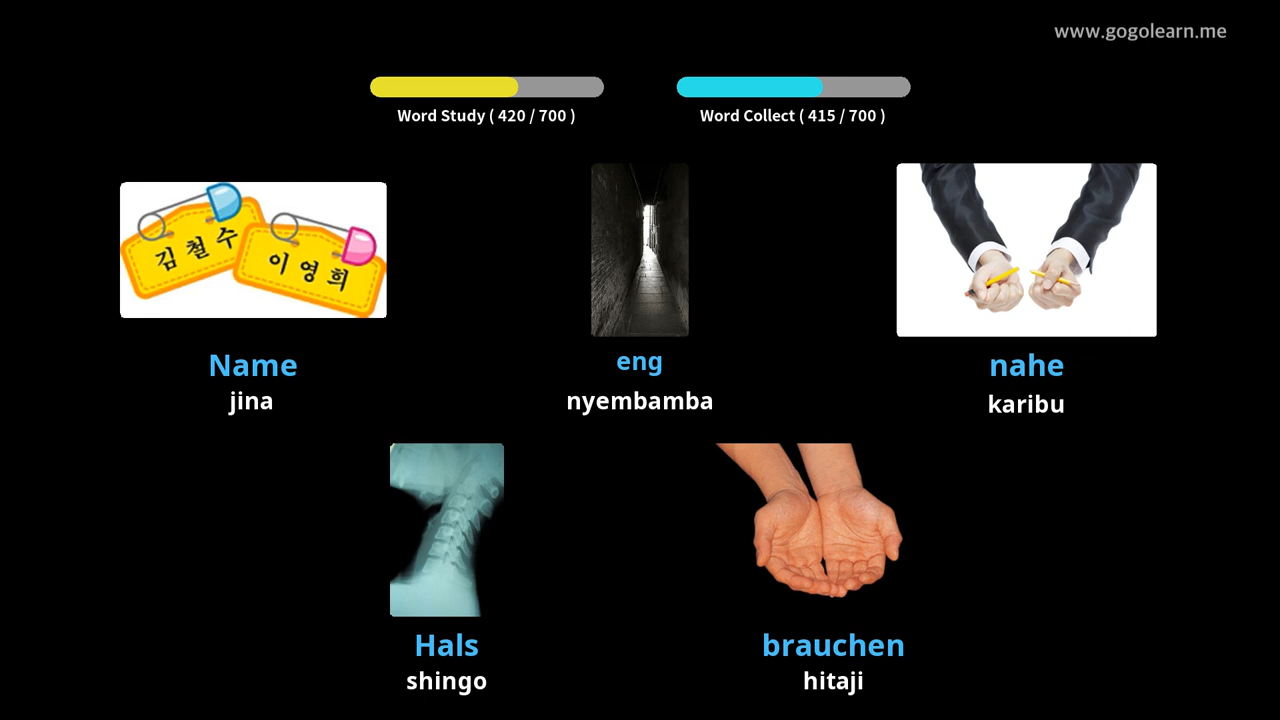 www.gogolearn.me
Word Study ( 420 / 700 )
Word Collect ( 415 / 700 )
김철수
이영희
Name
jina
eng
nyembamba
nahe
karibu
Hals
shingo
brauchen
hitaji